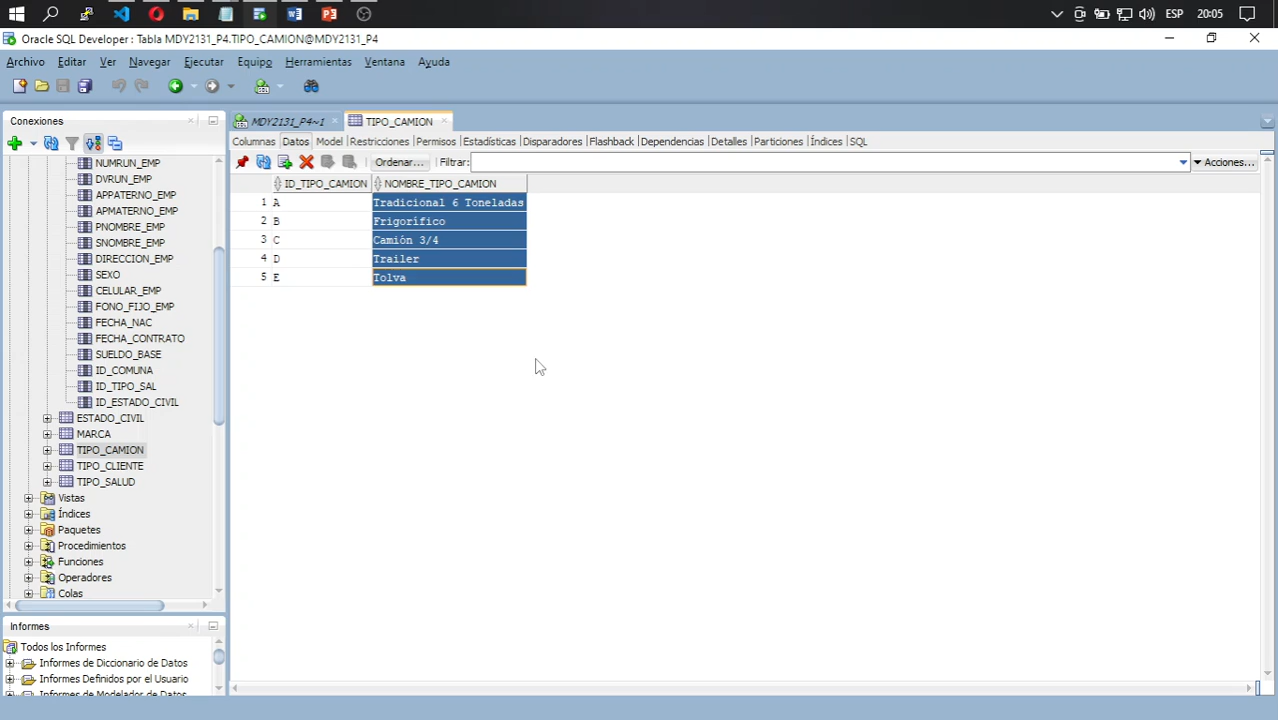 ESP
20:05
Oracle SQL Developer : Tabla MDY2131_P4.TIPO_CAMION@MDY2131_P4
Archivo Editar Ver Navegar Ejecutar Equipo Herramientas Ventana Ayuda
Conexiones
MDY2131_P4~1
TIPO_CAMION
Columnas Datos Model Restricciones Permisos Estadísticas Disparadores Flashback Dependencias Detalles Particiones Índices SQL
Ordenar... Filtrar: Acciones...
ID_TIPO_CAMION NOMBRE_TIPO_CAMION
1 A Tradicional 6 Toneladas
2 B Frigorífico
3 C Camión 3/4
4 D Trailer
5 E Tolva
NUMRUN_EMP
DVRUN_EMP
APPATERNO_EMP
APMATERNO_EMP
PNOMBRE_EMP
SNOMBRE_EMP
DIRECCION_EMP
SEXO
CELULAR_EMP
FONO_FIJO_EMP
FECHA_NAC
FECHA_CONTRATO
SUELDO_BASE
ID_COMUNA
ID_TIPO_SAL
ID_ESTADO_CIVIL
ESTADO_CIVIL
MARCA
TIPO_CAMION
TIPO_CLIENTE
TIPO_SALUD
Vistas
Índices
Paquetes
Procedimientos
Funciones
Operadores
Colas
Informes
Todos los Informes
Informes de Diccionario de Datos
Informes Definidos por el Usuario
Informes de Modelador de Datos